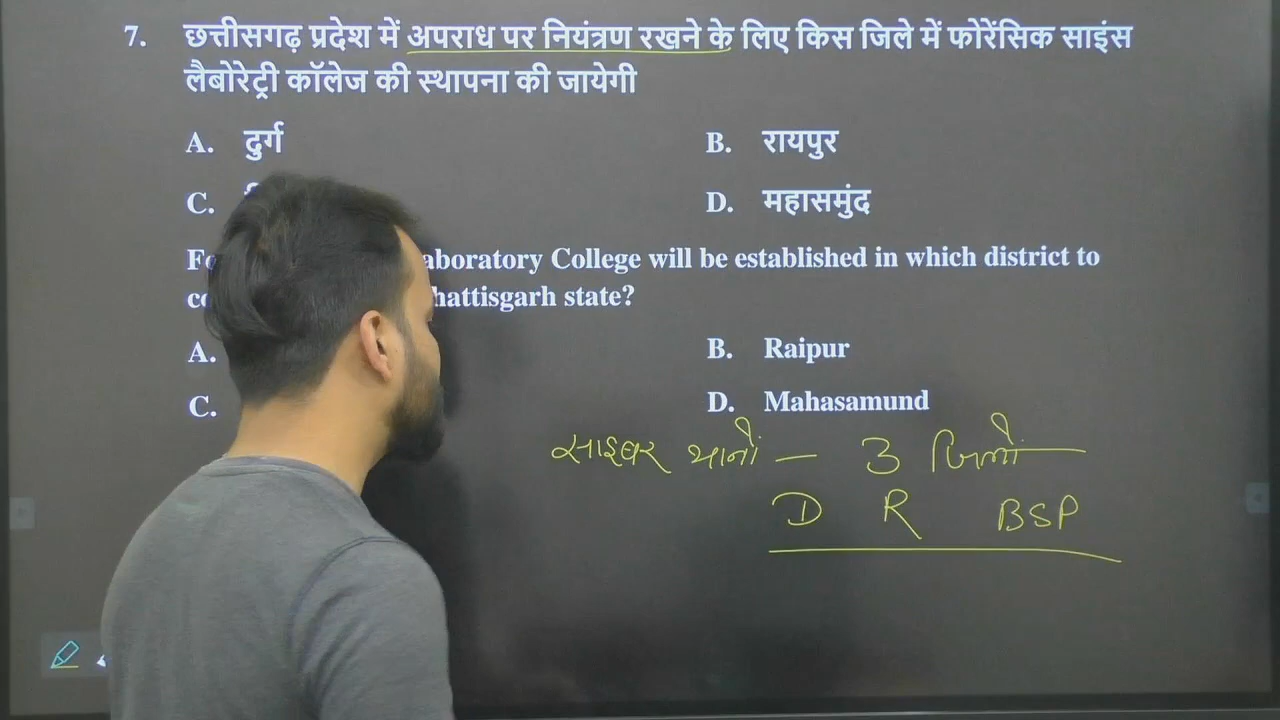 7. छत्तीसगढ़ प्रदेश में अपराध पर नियंत्रण रखने के लिए किस जिले में फोरेंसिक साइंस
लैबोरेट्री कॉलेज की स्थापना की जायेगी
A. दुर्ग B. रायपुर
C. D. महासमुंद
aboratory College will be established in which district to
hattisgarh state?
A. B. Raipur
C. D. Mahasamund
साइबर थानों — 3 जिलों
D R BSP